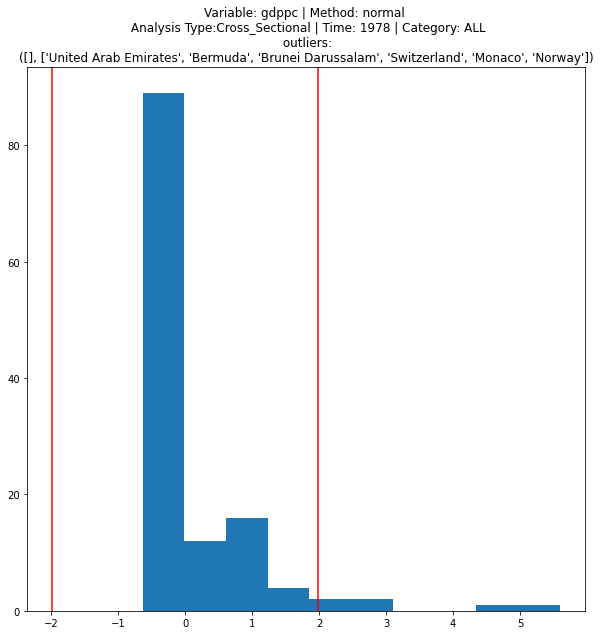 Variable: gdppc | Method: normal
Analysis Type:Cross_Sectional | Time: 1978 | Category: ALL
outliers:
([], ['United Arab Emirates', 'Bermuda', 'Brunei Darussalam', 'Switzerland', 'Monaco', 'Norway'])
80
60
40
20
0
−2 −1 0 1 2 3 4 5